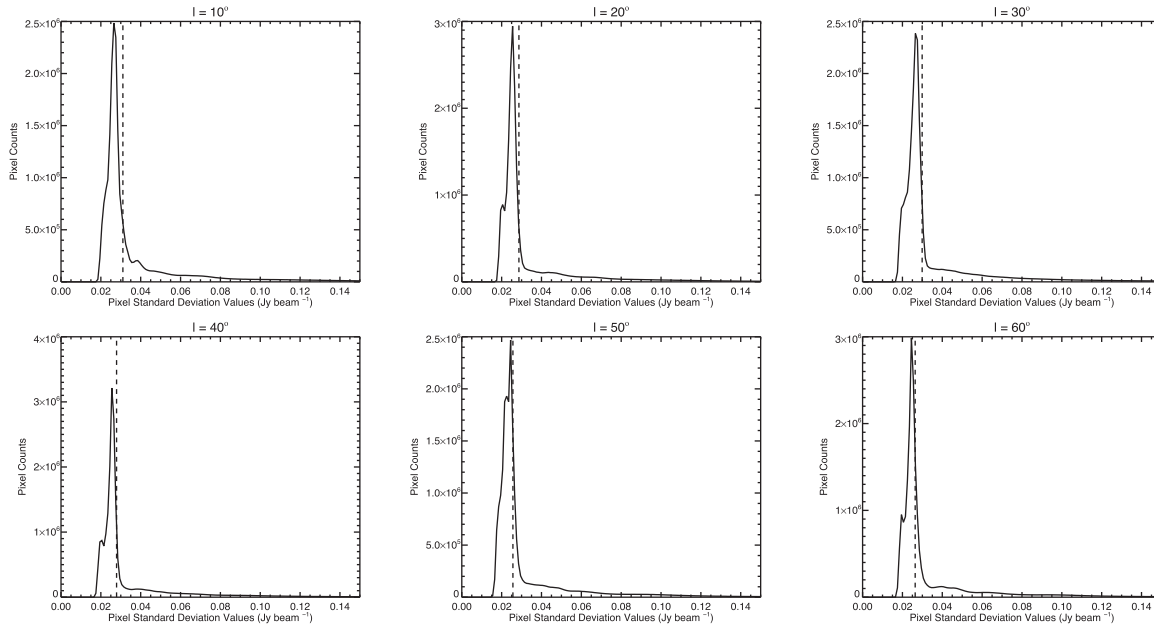 l = 10°
2.5×10⁶
2.0×10⁶
1.5×10⁶
1.0×10⁶
5.0×10⁵
0
Pixel Counts
0.00 0.02 0.04 0.06 0.08 0.10 0.12 0.14
Pixel Standard Deviation Values (Jy beam ⁻¹)
l = 20°
3×10⁶
2×10⁶
1×10⁶
0
Pixel Counts
0.00 0.02 0.04 0.06 0.08 0.10 0.12 0.14
Pixel Standard Deviation Values (Jy beam ⁻¹)
l = 30°
2.5×10⁶
2.0×10⁶
1.5×10⁶
1.0×10⁶
5.0×10⁵
0
Pixel Counts
0.00 0.02 0.04 0.06 0.08 0.10 0.12 0.14
Pixel Standard Deviation Values (Jy beam ⁻¹)
l = 40°
4×10⁶
3×10⁶
2×10⁶
1×10⁶
0
Pixel Counts
0.00 0.02 0.04 0.06 0.08 0.10 0.12 0.14
Pixel Standard Deviation Values (Jy beam ⁻¹)
l = 50°
2.5×10⁶
2.0×10⁶
1.5×10⁶
1.0×10⁶
5.0×10⁵
0
Pixel Counts
0.00 0.02 0.04 0.06 0.08 0.10 0.12 0.14
Pixel Standard Deviation Values (Jy beam ⁻¹)
l = 60°
3×10⁶
2×10⁶
1×10⁶
0
Pixel Counts
0.00 0.02 0.04 0.06 0.08 0.10 0.12 0.14
Pixel Standard Deviation Values (Jy beam ⁻¹)